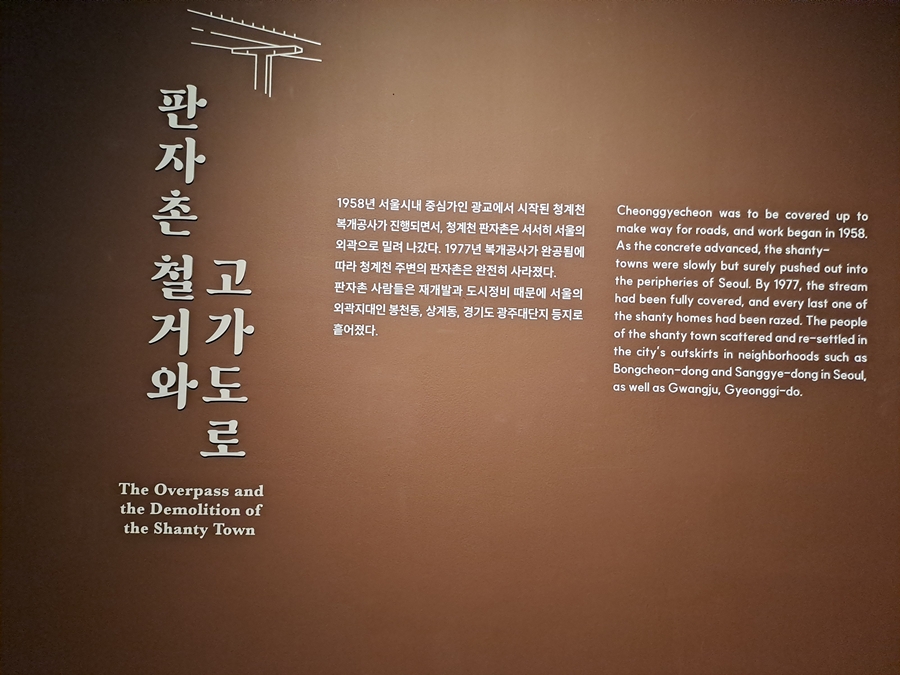 판자촌 철거와
고가도로
The Overpass and
the Demolition of
the Shanty Town
1958년 서울시내 중심가인 광교에서 시작된 청계천
복개공사가 진행되면서, 청계천 판자촌은 서서히 서울의
외곽으로 밀려 나갔다. 1977년 복개공사가 완공됨에
따라 청계천 주변의 판자촌은 완전히 사라졌다.
판자촌 사람들은 재개발과 도시정비 때문에 서울의
외곽지대인 봉천동, 상계동, 경기도 광주대단지 등지로
흩어졌다.
Cheonggyecheon was to be covered up to
make way for roads, and work began in 1958.
As the concrete advanced, the shanty-
towns were slowly but surely pushed out into
the peripheries of Seoul. By 1977, the stream
had been fully covered, and every last one of
the shanty homes had been razed. The people
of the shanty town scattered and re-settled in
the city's outskirts in neighborhoods such as
Bongcheon-dong and Sanggye-dong in Seoul,
as well as Gwangju, Gyeonggi-do.